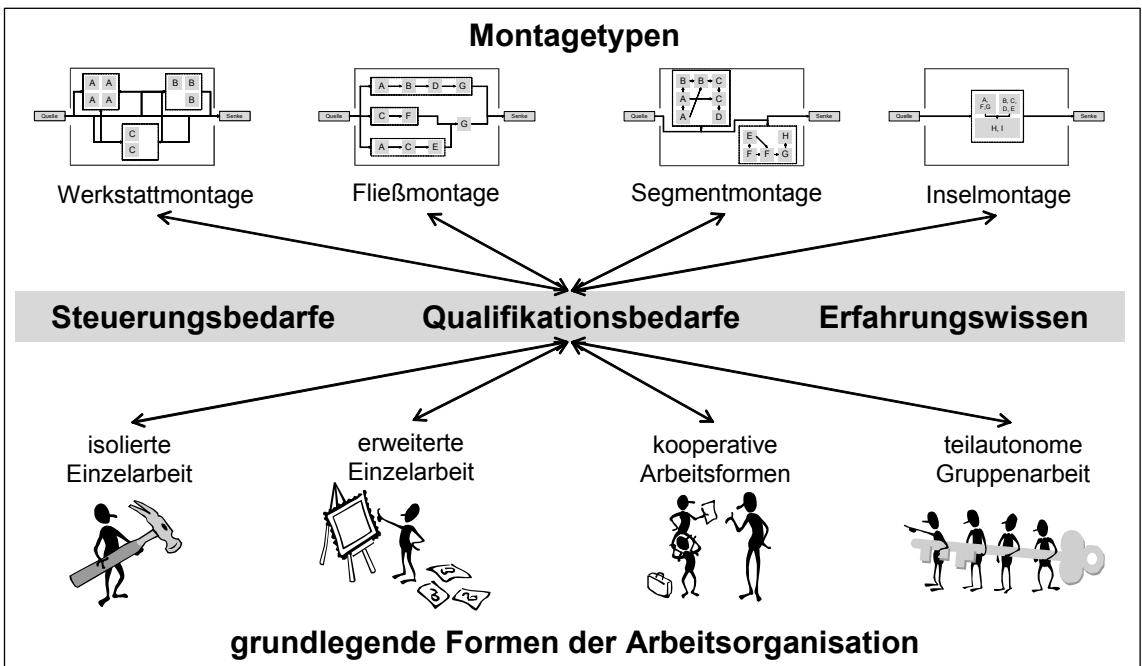 Montagetypen
Quelle
A A
A A
B B
B
C
C
Senke
Quelle
A B D G
C F
G
A C E
Senke
Quelle
B B C
A C
A D
E H
F F G
Senke
Quelle
A,
F,G
B, C,
D, E
H, I
Senke
Werkstattmontage
Fließmontage
Segmentmontage
Inselmontage
Steuerungsbedarfe
Qualifikationsbedarfe
Erfahrungswissen
isolierte
Einzelarbeit
erweiterte
Einzelarbeit
kooperative
Arbeitsformen
teilautonome
Gruppenarbeit
grundlegende Formen der Arbeitsorganisation